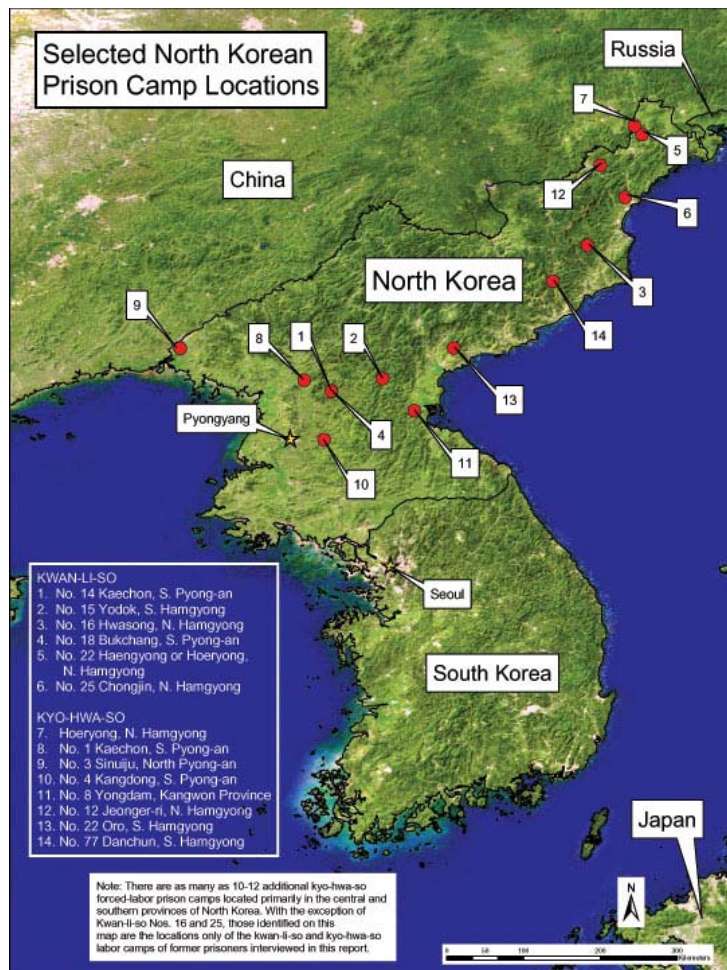 Selected North Korean
Prison Camp Locations
Russia
7
5
China
12
6
North Korea
3
9
1
8
2
14
13
Pyongyang
4
11
10
KWAN-LI-SO
1. No. 14 Kaechon, S. Pyong-an
2. No. 15 Yodok, S. Hamgyong
3. No. 16 Hwasong, N. Hamgyong
4. No. 18 Bukchang, S. Pyong-an
5. No. 22 Haengyong or Hoeryong,
N. Hamgyong
6. No. 25 Chongjin, N. Hamgyong
KYO-HWA-SO
7. Hoeryong, N. Hamgyong
8. No. 1 Kaechon, S. Pyong-an
9. No. 3 Sinuiju, North Pyong-an
10. No. 4 Kangdong, S. Pyong-an
11. No. 8 Yongdam, Kangwon Province
12. No. 12 Jeonger-ri, N. Hamgyong
13. No. 22 Oro, S. Hamgyong
14. No. 77 Danchun, S. Hamgyong
Seoul
South Korea
Japan
Note: There are as many as 10-12 additional kyo-hwa-so
forced-labor prison camps located primarily in the central and
southern provinces of North Korea. With the exception of
Kwan-li-so Nos. 16 and 25, those identified on this
map are the locations only of the kwan-li-so and kyo-hwa-so
labor camps of former prisoners interviewed in this report.
N
0 50 100 200 300
Kilometers